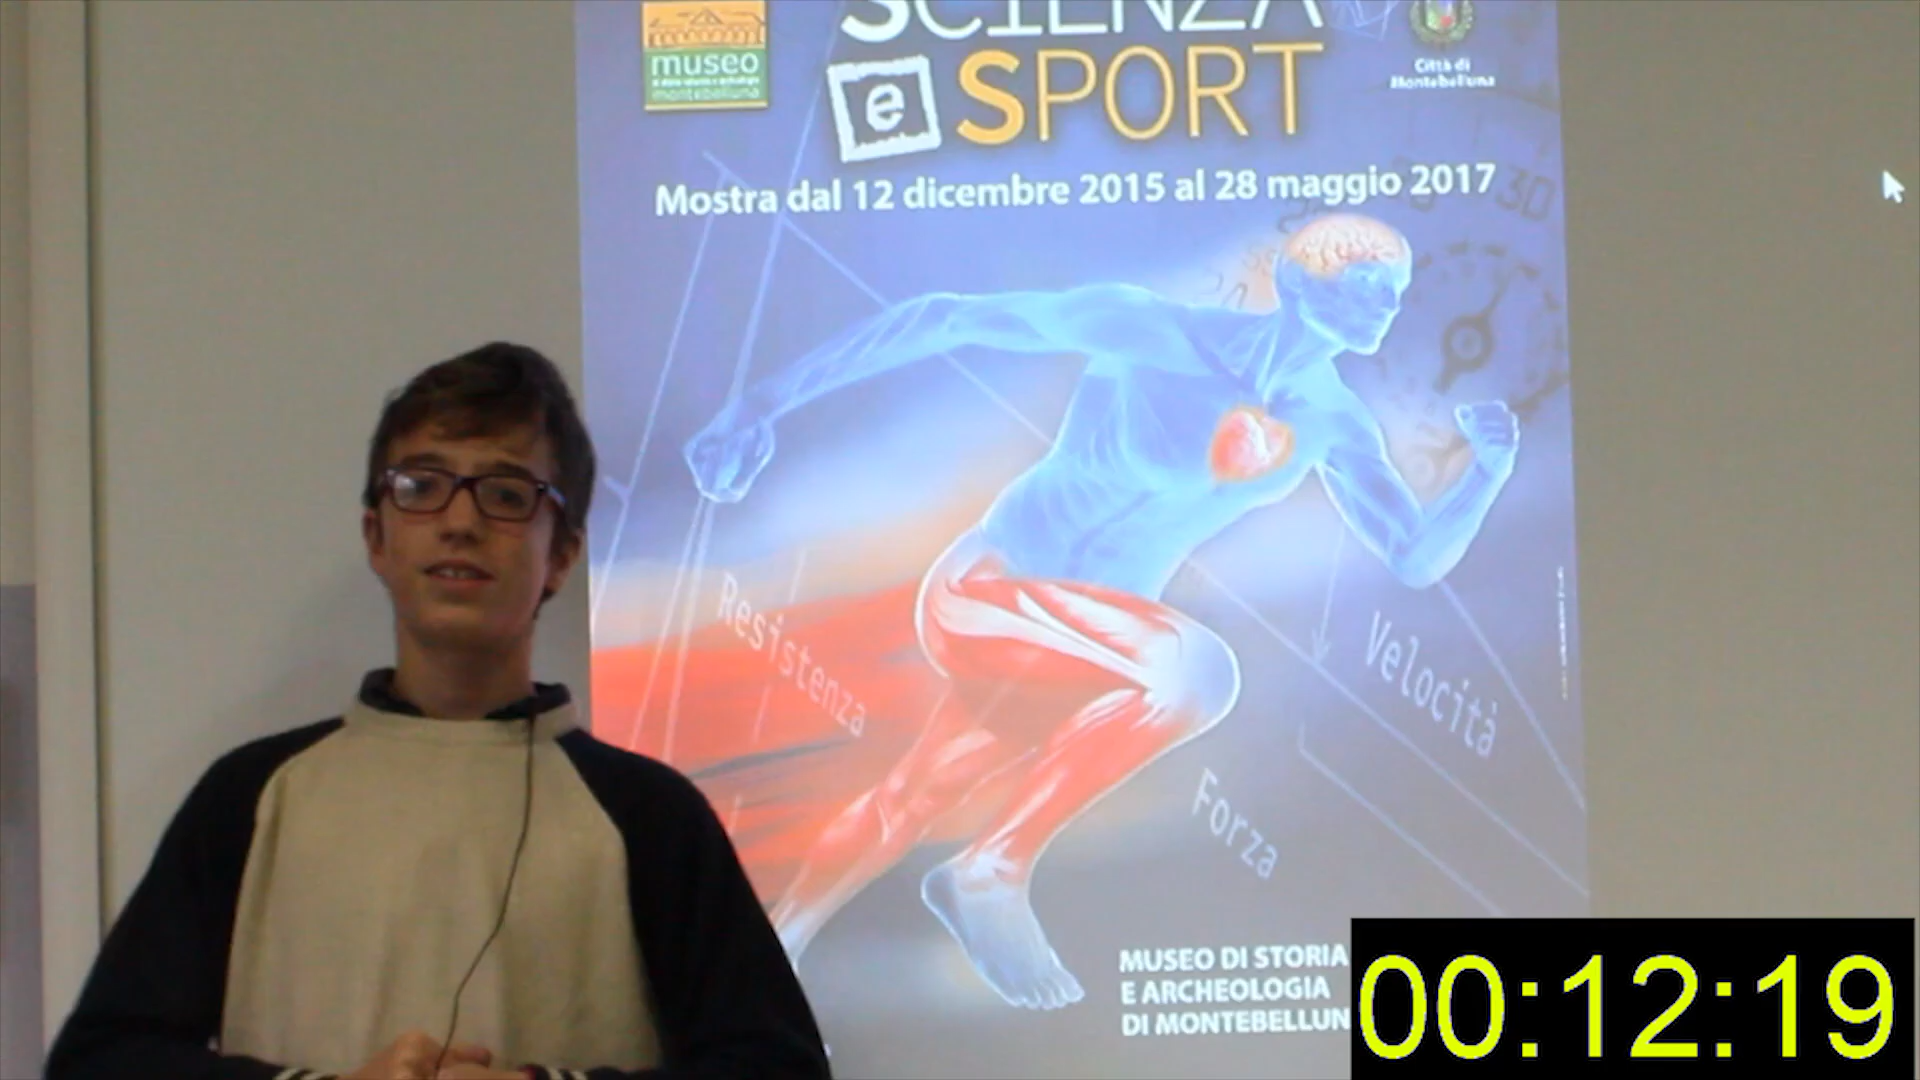 SCIENZA
e SPORT
museo
montebelluna
Città di
Montebelluna
Mostra dal 12 dicembre 2015 al 28 maggio 2017
30
Resistenza
Velocità
Forza
MUSEO DI STORIA
E ARCHEOLOGIA
DI MONTEBELLUN
00:12:19